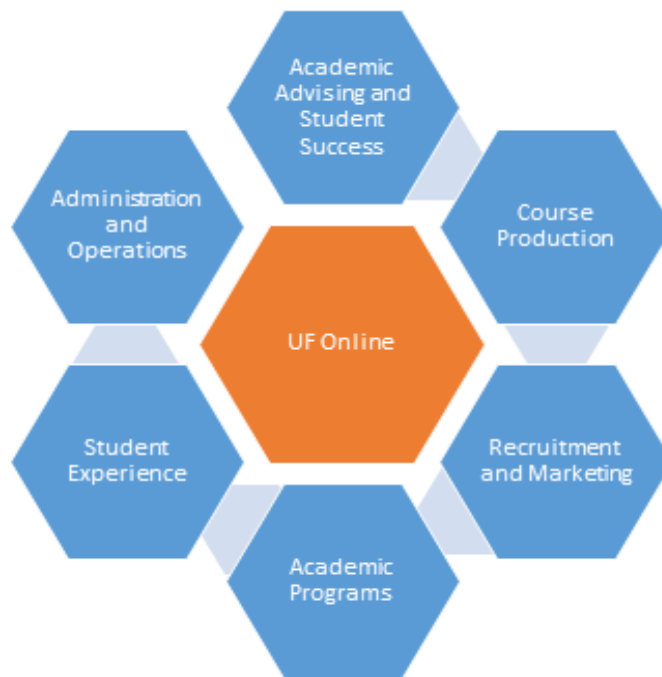 Academic
Advising and
Student
Success
Administration
and
Operations
Course
Production
UF Online
Student
Experience
Recruitment
and Marketing
Academic
Programs